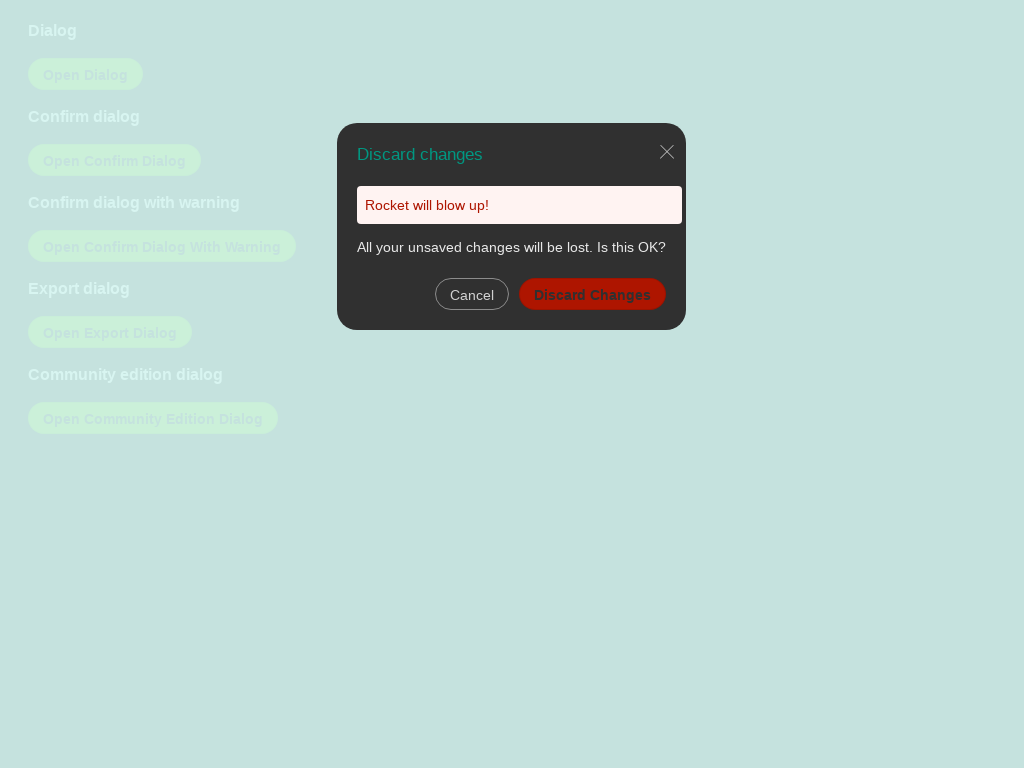 Dialog
Open Dialog
Confirm dialog
Open Confirm Dialog
Confirm dialog with warning
Open Confirm Dialog With Warning
Export dialog
Open Export Dialog
Community edition dialog
Open Community Edition Dialog
Discard changes
Rocket will blow up!
All your unsaved changes will be lost. Is this OK?
Cancel
Discard Changes